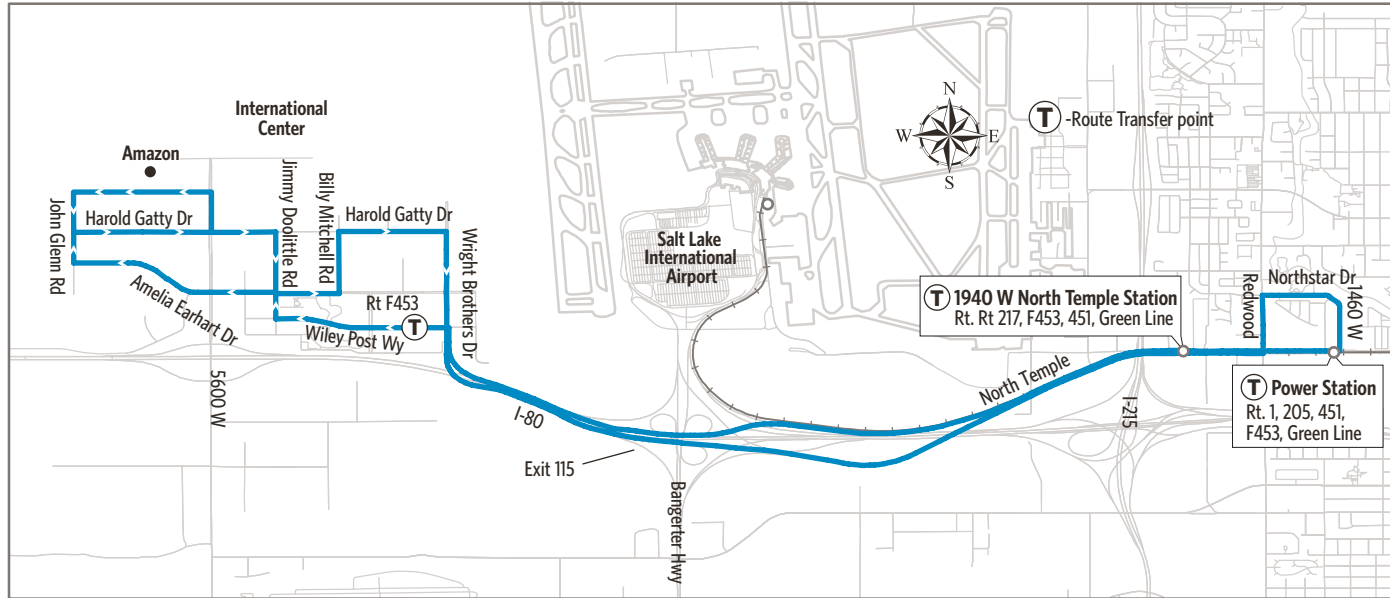 International
Center
Amazon
John Glenn Rd
Harold Gatty Dr
Amelia Earhart Dr
5600 W
Jimmy Doolittle Rd
Billy Mitchell Rd
Harold Gatty Dr
Wright Brothers Dr
Rt F453
T
Wiley Post Wy
I-80
Exit 115
Bangerter Hwy
Salt Lake
International
Airport
N
W
E
S
T -Route Transfer point
T 1940 W North Temple Station
Rt. Rt 217, F453, 451, Green Line
North Temple
I-215
Redwood
Northstar Dr
1460 W
T Power Station
Rt. 1, 205, 451,
F453, Green Line